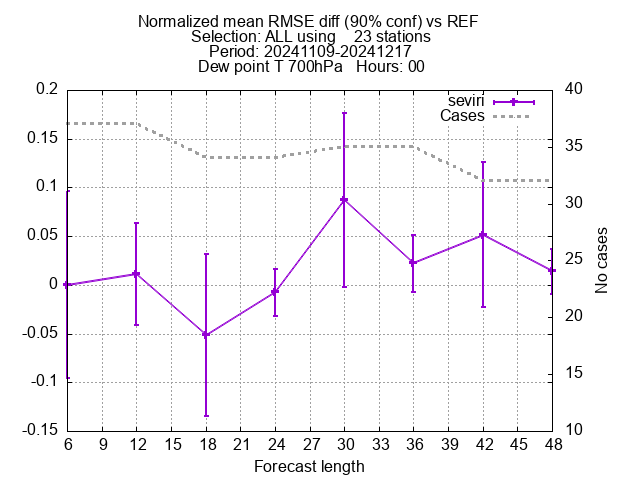 Normalized mean RMSE diff (90% conf) vs REF
Selection: ALL using    23 stations
Period: 20241109-20241217
Dew point T 700hPa   Hours: 00
seviri
Cases
0.2
0.15
0.1
0.05
0
-0.05
-0.1
-0.15
40
35
30
25
20
15
10
No cases
6 9 12 15 18 21 24 27 30 33 36 39 42 45 48
Forecast length